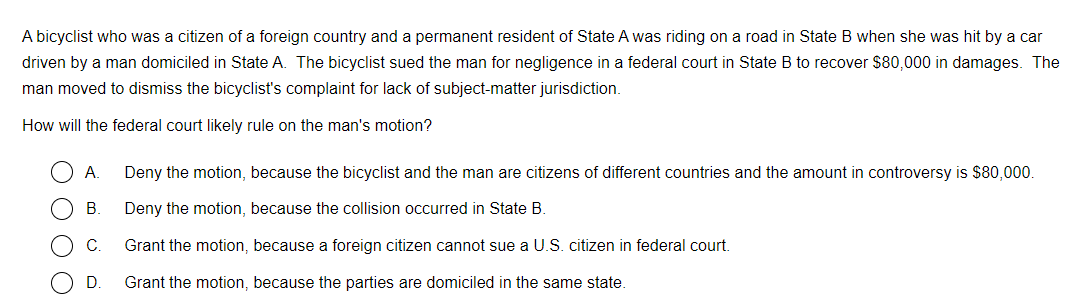 A bicyclist who was a citizen of a foreign country and a permanent resident of State A was riding on a road in State B when she was hit by a car
driven by a man domiciled in State A. The bicyclist sued the man for negligence in a federal court in State B to recover $80,000 in damages. The
man moved to dismiss the bicyclist's complaint for lack of subject-matter jurisdiction.
How will the federal court likely rule on the man's motion?
A. Deny the motion, because the bicyclist and the man are citizens of different countries and the amount in controversy is $80,000.
B. Deny the motion, because the collision occurred in State B.
C. Grant the motion, because a foreign citizen cannot sue a U.S. citizen in federal court.
D. Grant the motion, because the parties are domiciled in the same state.